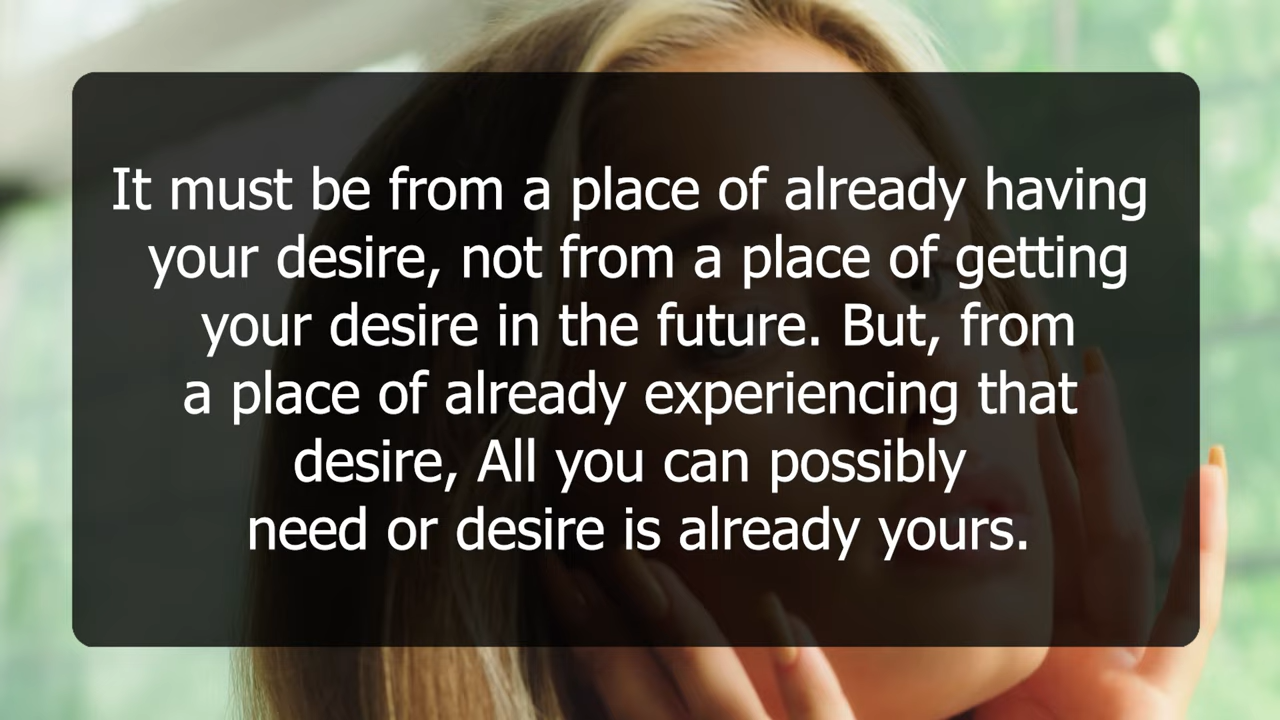 It must be from a place of already having
your desire, not from a place of getting
your desire in the future. But, from
a place of already experiencing that
desire, All you can possibly
need or desire is already yours.